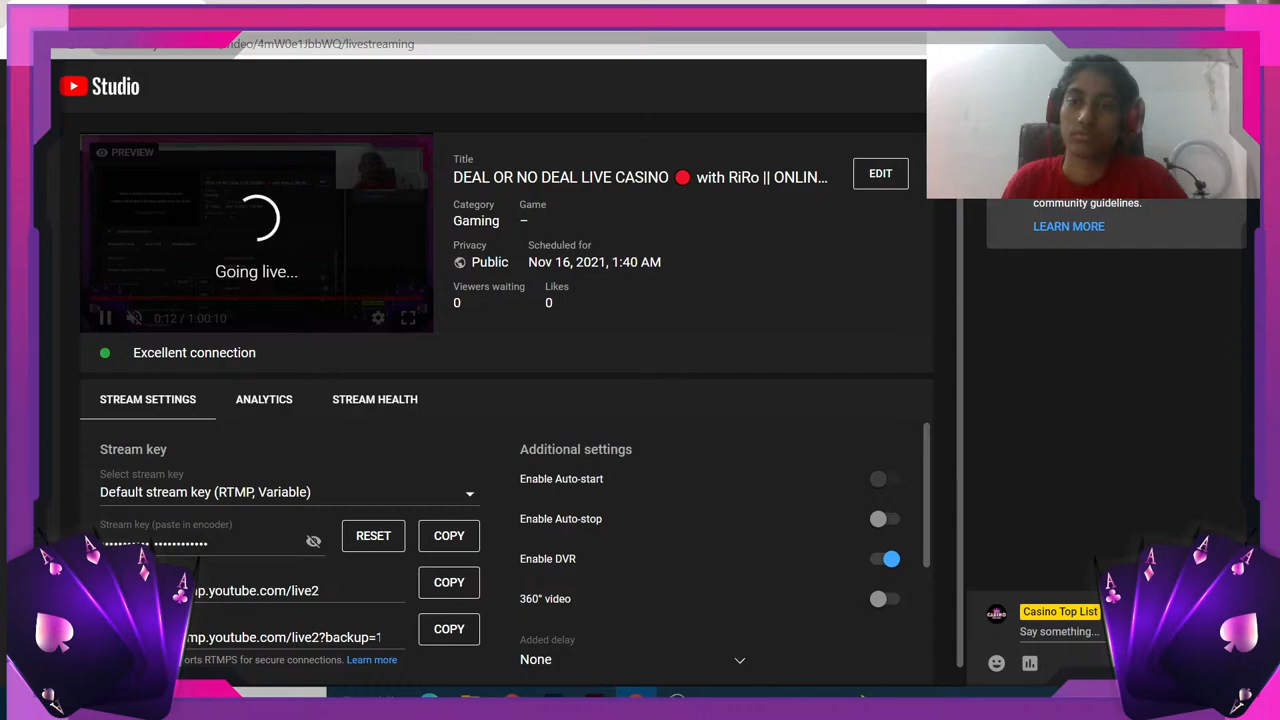 /video/4mW0e1JbbWQ/livestreaming
Studio
PREVIEW
Going live...
0:12 / 1:00:10
Excellent connection
Title
DEAL OR NO DEAL LIVE CASINO 🔴 with RiRo || ONLIN...
EDIT
Category
Game
Gaming
–
Privacy
Scheduled for
Public
Nov 16, 2021, 1:40 AM
Viewers waiting
Likes
0
0
community guidelines.
LEARN MORE
STREAM SETTINGS
ANALYTICS
STREAM HEALTH
Stream key
Select stream key
Default stream key (RTMP, Variable)
Stream key (paste in encoder)
RESET
COPY
mp.youtube.com/live2
COPY
mp.youtube.com/live2?backup=1
COPY
orts RTMPS for secure connections. Learn more
Additional settings
Enable Auto-start
Enable Auto-stop
Enable DVR
360° video
Added delay
None
CASINO
Casino Top List
Say something...
A
A
A
A
A
A
A
A